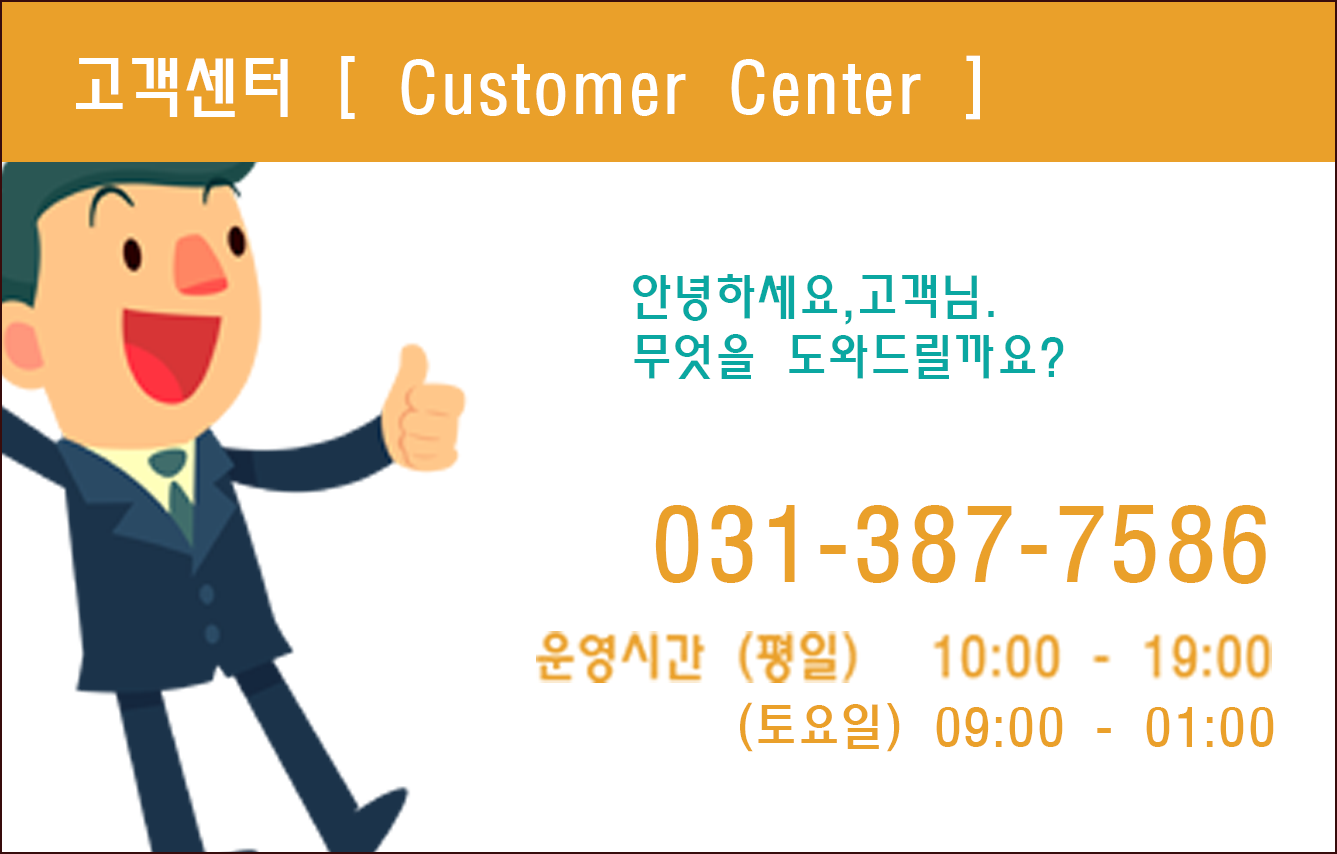 고객센터 [ Customer Center ]
안녕하세요,고객님.
무엇을 도와드릴까요?
031-387-7586
운영시간 (평일) 10:00 - 19:00
(토요일) 09:00 - 01:00